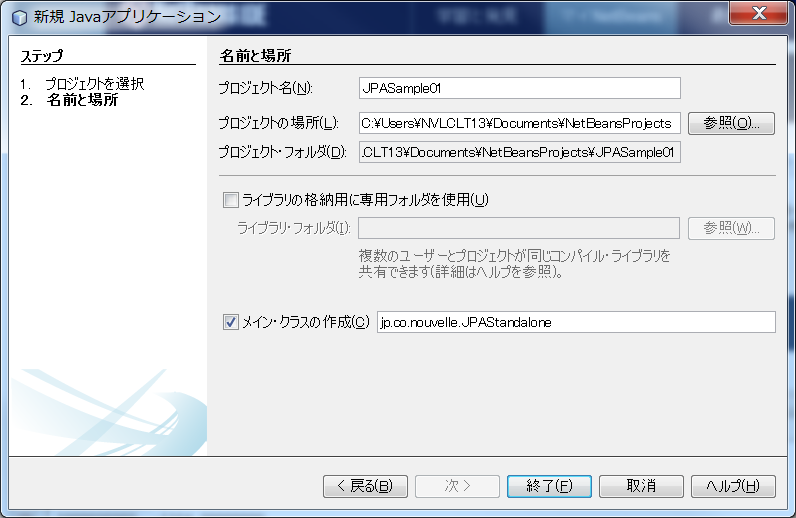 新規 Javaアプリケーション
ステップ
1. プロジェクトを選択
2. 名前と場所
名前と場所
プロジェクト名(N): JPASample01
プロジェクトの場所(L): C:¥Users¥NVLCLT13¥Documents¥NetBeansProjects 参照(O)...
プロジェクト・フォルダ(D): .CLT13¥Documents¥NetBeansProjects¥JPASample01
ライブラリの格納用に専用フォルダを使用(U)
ライブラリ・フォルダ(I): 参照(W)...
複数のユーザーとプロジェクトが同じコンパイル・ライブラリを
共有できます(詳細はヘルプを参照)。
メイン・クラスの作成(C) jp.co.nouvelle.JPAStandalone
< 戻る(B) 次 > 終了(F) 取消 ヘルプ(H)